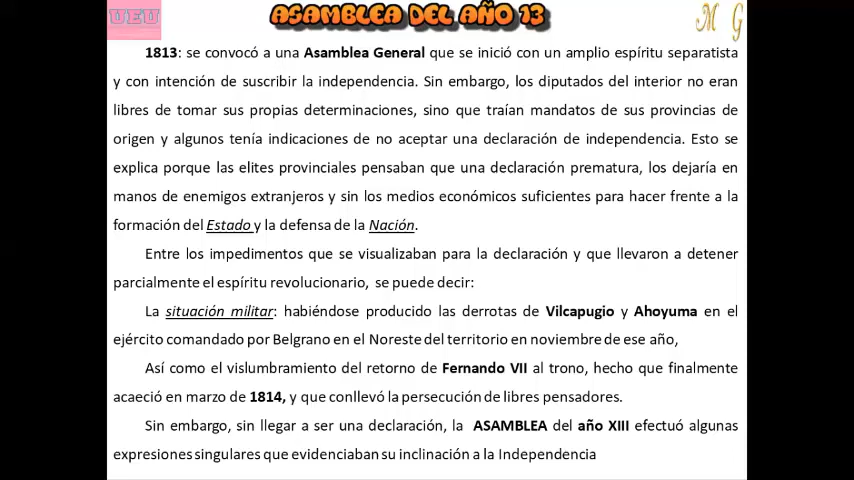 UEU
ASAMBLEA DEL AÑO 13
M G
1813: se convocó a una Asamblea General que se inició con un amplio espíritu separatista
y con intención de suscribir la independencia. Sin embargo, los diputados del interior no eran
libres de tomar sus propias determinaciones, sino que traían mandatos de sus provincias de
origen y algunos tenía indicaciones de no aceptar una declaración de independencia. Esto se
explica porque las elites provinciales pensaban que una declaración prematura, los dejaría en
manos de enemigos extranjeros y sin los medios económicos suficientes para hacer frente a la
formación del Estado y la defensa de la Nación.
Entre los impedimentos que se visualizaban para la declaración y que llevaron a detener
parcialmente el espíritu revolucionario, se puede decir:
La situación militar: habiéndose producido las derrotas de Vilcapugio y Ahoyuma en el
ejército comandado por Belgrano en el Noreste del territorio en noviembre de ese año,
Así como el vislumbramiento del retorno de Fernando VII al trono, hecho que finalmente
acaeció en marzo de 1814, y que conllevó la persecución de libres pensadores.
Sin embargo, sin llegar a ser una declaración, la ASAMBLEA del año XIII efectuó algunas
expresiones singulares que evidenciaban su inclinación a la Independencia